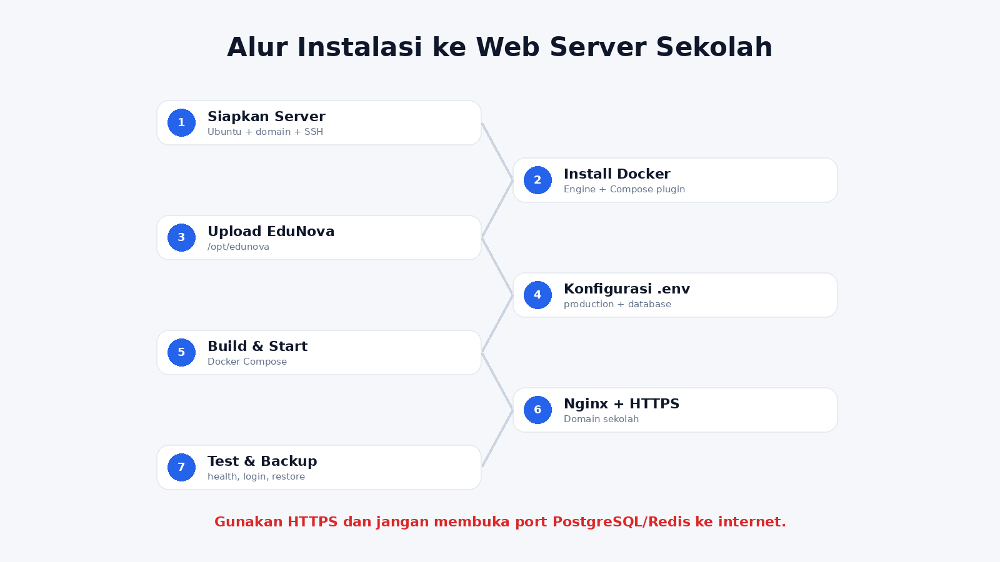 Alur Instalasi ke Web Server Sekolah
1
Siapkan Server
Ubuntu + domain + SSH
2
Install Docker
Engine + Compose plugin
3
Upload EduNova
/opt/edunova
4
Konfigurasi .env
production + database
5
Build & Start
Docker Compose
6
Nginx + HTTPS
Domain sekolah
7
Test & Backup
health, login, restore
Gunakan HTTPS dan jangan membuka port PostgreSQL/Redis ke internet.